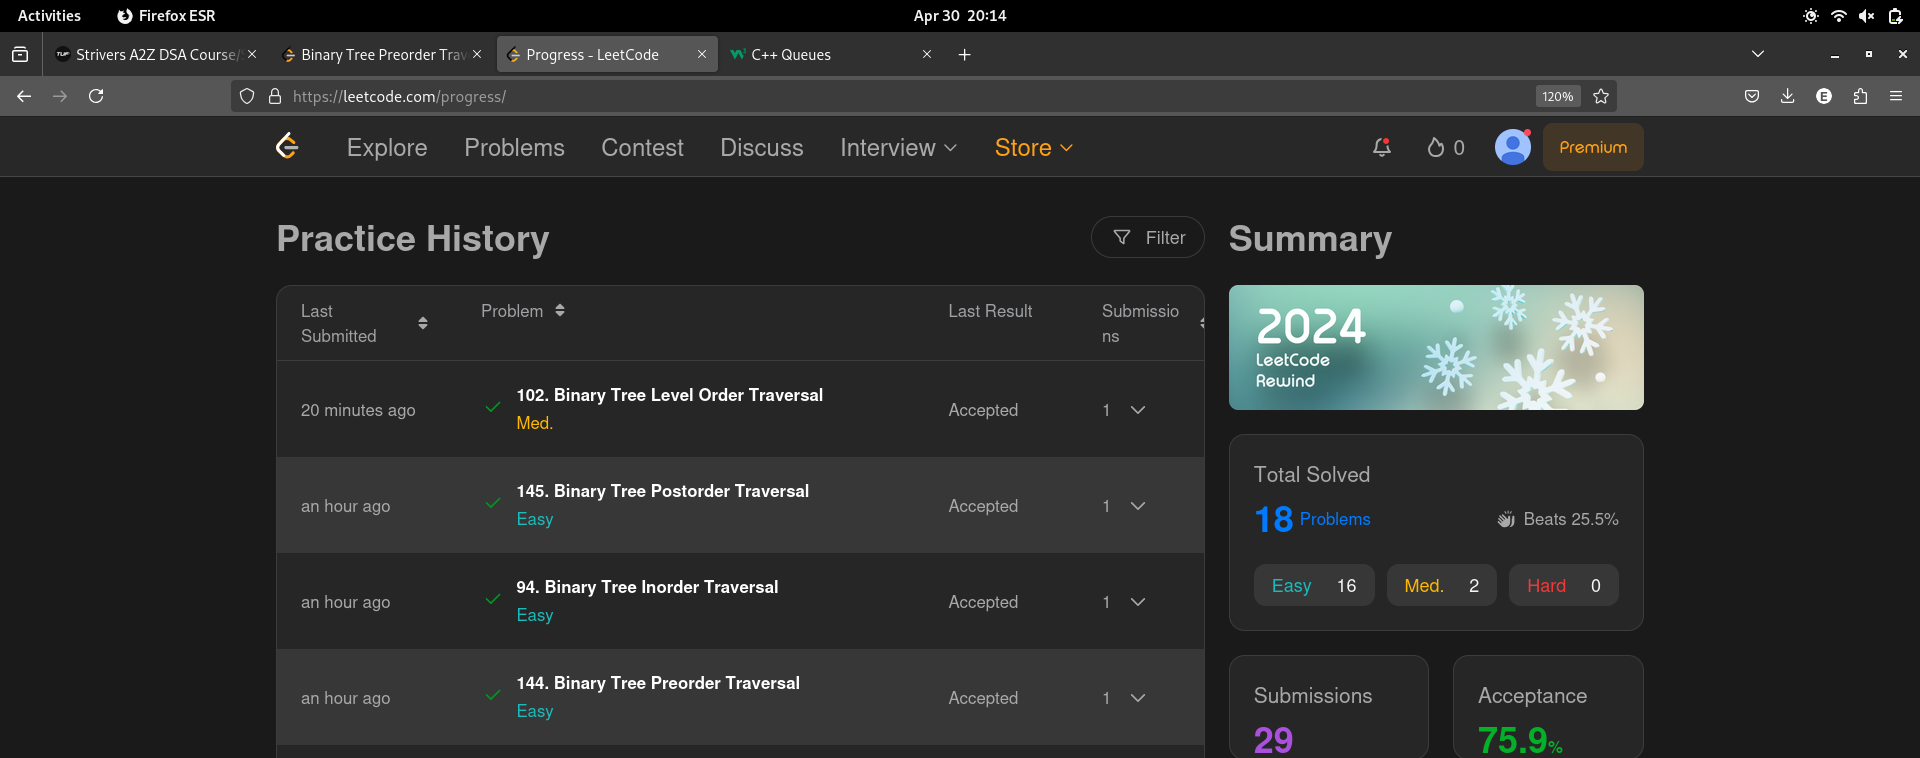 Activities
Firefox ESR
Apr 30 20:14
Strivers A2Z DSA Course/
Binary Tree Preorder Trav
Progress - LeetCode
C++ Queues
https://leetcode.com/progress/
120%
E
Explore
Problems
Contest
Discuss
Interview
Store
0
Premium
Practice History
Filter
Last
Submitted
Problem
Last Result
Submissio
ns
20 minutes ago
102. Binary Tree Level Order Traversal
Med.
Accepted
1
an hour ago
145. Binary Tree Postorder Traversal
Easy
Accepted
1
an hour ago
94. Binary Tree Inorder Traversal
Easy
Accepted
1
an hour ago
144. Binary Tree Preorder Traversal
Easy
Accepted
1
Summary
2024
LeetCode
Rewind
Total Solved
18 Problems
Beats 25.5%
Easy 16
Med. 2
Hard 0
Submissions
29
Acceptance
75.9%